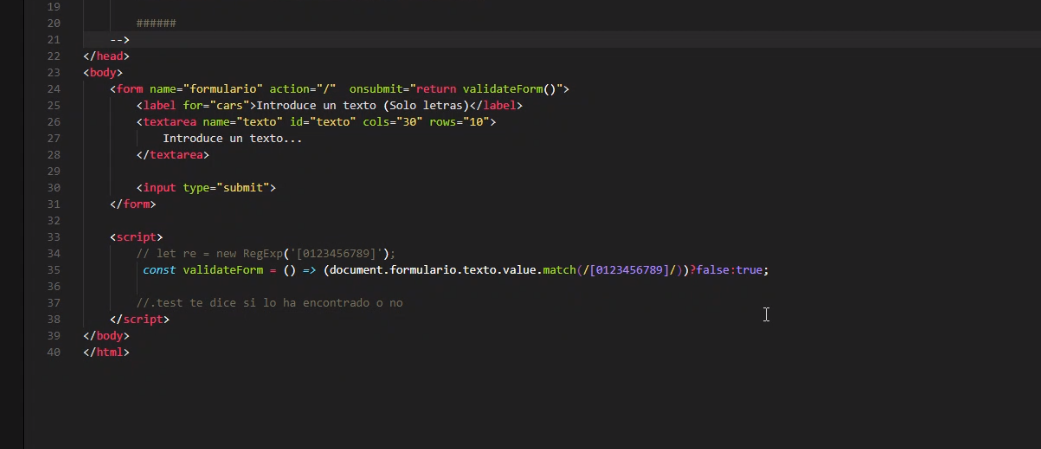 19
20 ######
21 -->
22 </head>
23 <body>
24 <form name="formulario" action="/"  onsubmit="return validateForm()">
25 <label for="cars">Introduce un texto (Solo letras)</label>
26 <textarea name="texto" id="texto" cols="30" rows="10">
27 Introduce un texto...
28 </textarea>
29
30 <input type="submit">
31 </form>
32
33 <script>
34 // let re = new RegExp('[0123456789]');
35 const validateForm = () => (document.formulario.texto.value.match(/[0123456789]/))?false:true;
36
37 //.test te dice si lo ha encontrado o no
38 </script>
39 </body>
40 </html>